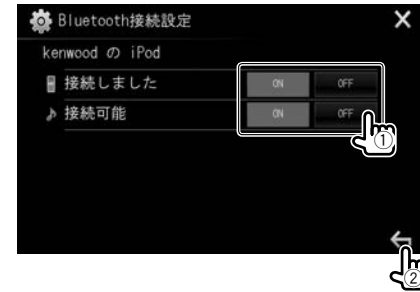 Bluetooth接続設定
kenwood の iPod
接続しました ON OFF
接続可能 ON OFF
①
②